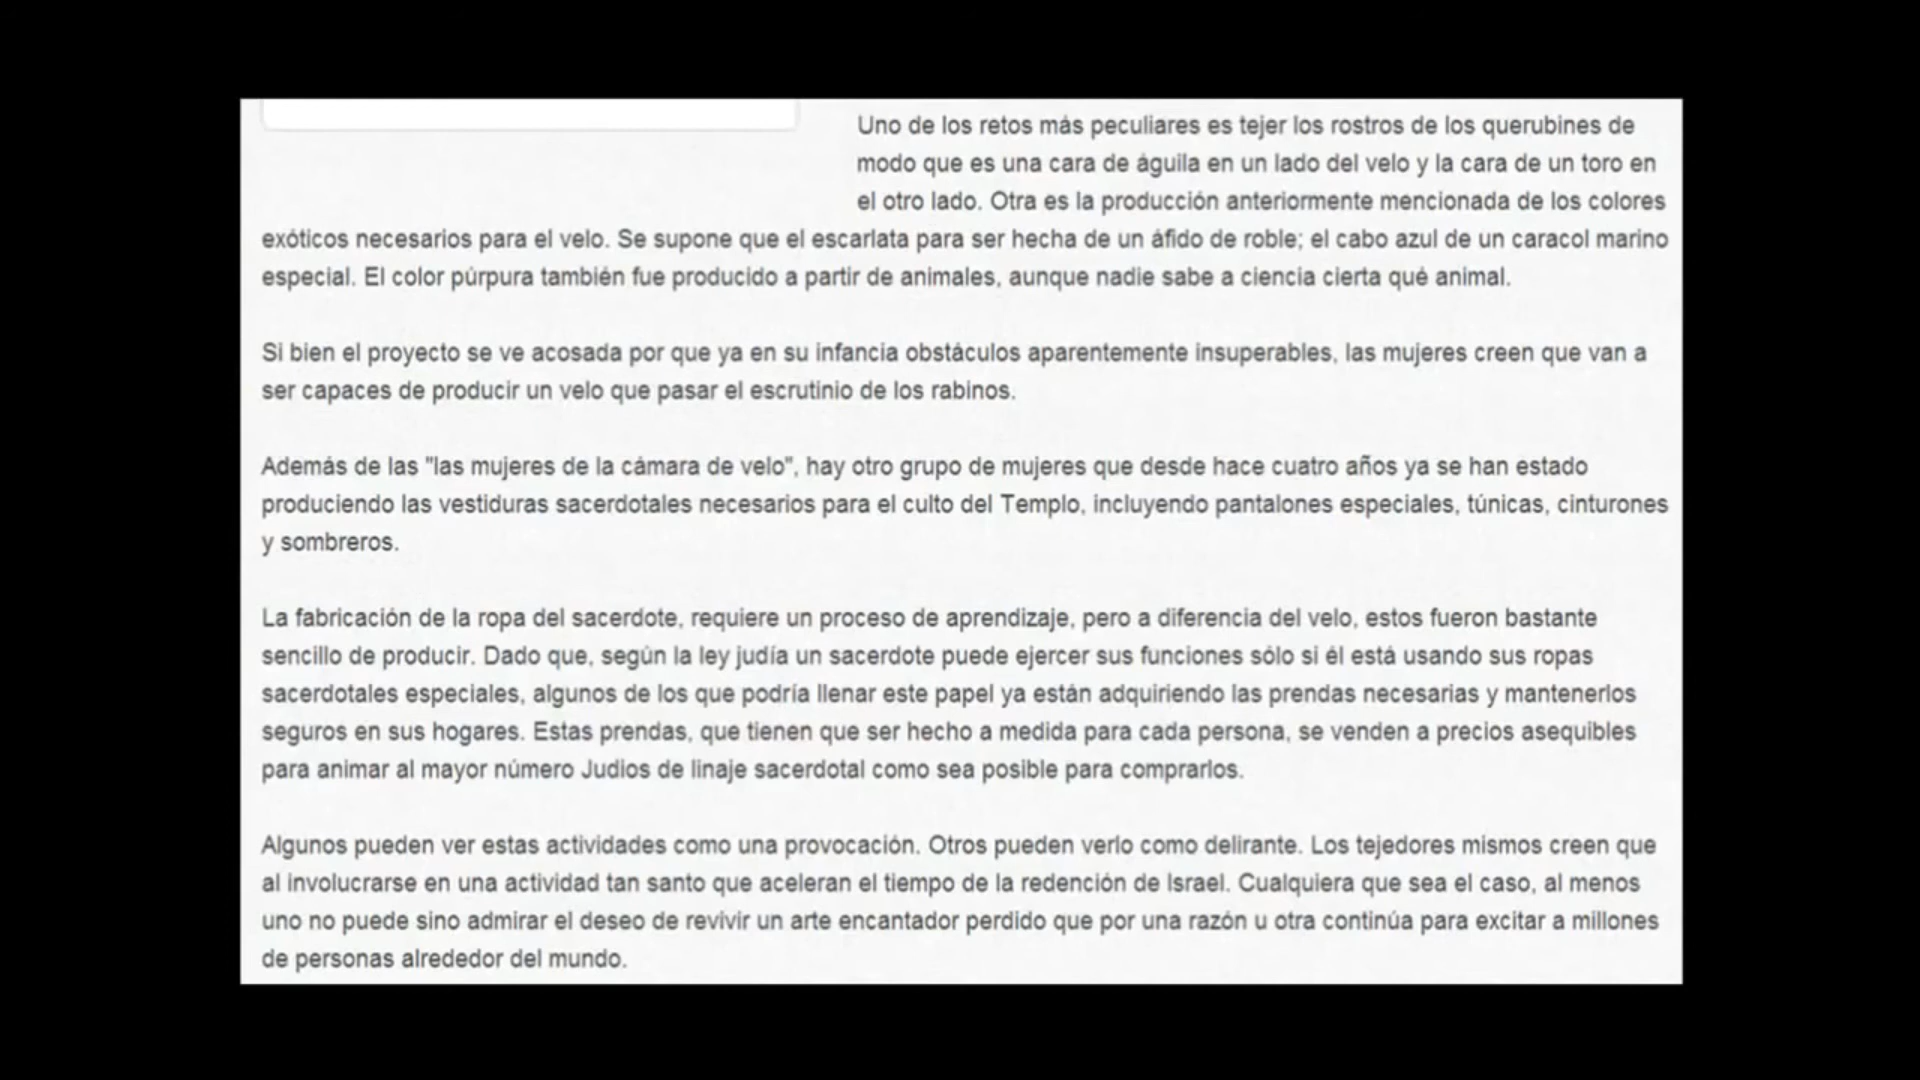 Uno de los retos más peculiares es tejer los rostros de los querubines de
modo que es una cara de águila en un lado del velo y la cara de un toro en
el otro lado. Otra es la producción anteriormente mencionada de los colores
exóticos necesarios para el velo. Se supone que el escarlata para ser hecha de un áfido de roble; el cabo azul de un caracol marino
especial. El color púrpura también fue producido a partir de animales, aunque nadie sabe a ciencia cierta qué animal.
Si bien el proyecto se ve acosada por que ya en su infancia obstáculos aparentemente insuperables, las mujeres creen que van a
ser capaces de producir un velo que pasar el escrutinio de los rabinos.
Además de las "las mujeres de la cámara de velo", hay otro grupo de mujeres que desde hace cuatro años ya se han estado
produciendo las vestiduras sacerdotales necesarios para el culto del Templo, incluyendo pantalones especiales, túnicas, cinturones
y sombreros.
La fabricación de la ropa del sacerdote, requiere un proceso de aprendizaje, pero a diferencia del velo, estos fueron bastante
sencillo de producir. Dado que, según la ley judía un sacerdote puede ejercer sus funciones sólo si él está usando sus ropas
sacerdotales especiales, algunos de los que podría llenar este papel ya están adquiriendo las prendas necesarias y mantenerlos
seguros en sus hogares. Estas prendas, que tienen que ser hecho a medida para cada persona, se venden a precios asequibles
para animar al mayor número Judios de linaje sacerdotal como sea posible para comprarlos.
Algunos pueden ver estas actividades como una provocación. Otros pueden verlo como delirante. Los tejedores mismos creen que
al involucrarse en una actividad tan santo que aceleran el tiempo de la redención de Israel. Cualquiera que sea el caso, al menos
uno no puede sino admirar el deseo de revivir un arte encantador perdido que por una razón u otra continúa para excitar a millones
de personas alrededor del mundo.